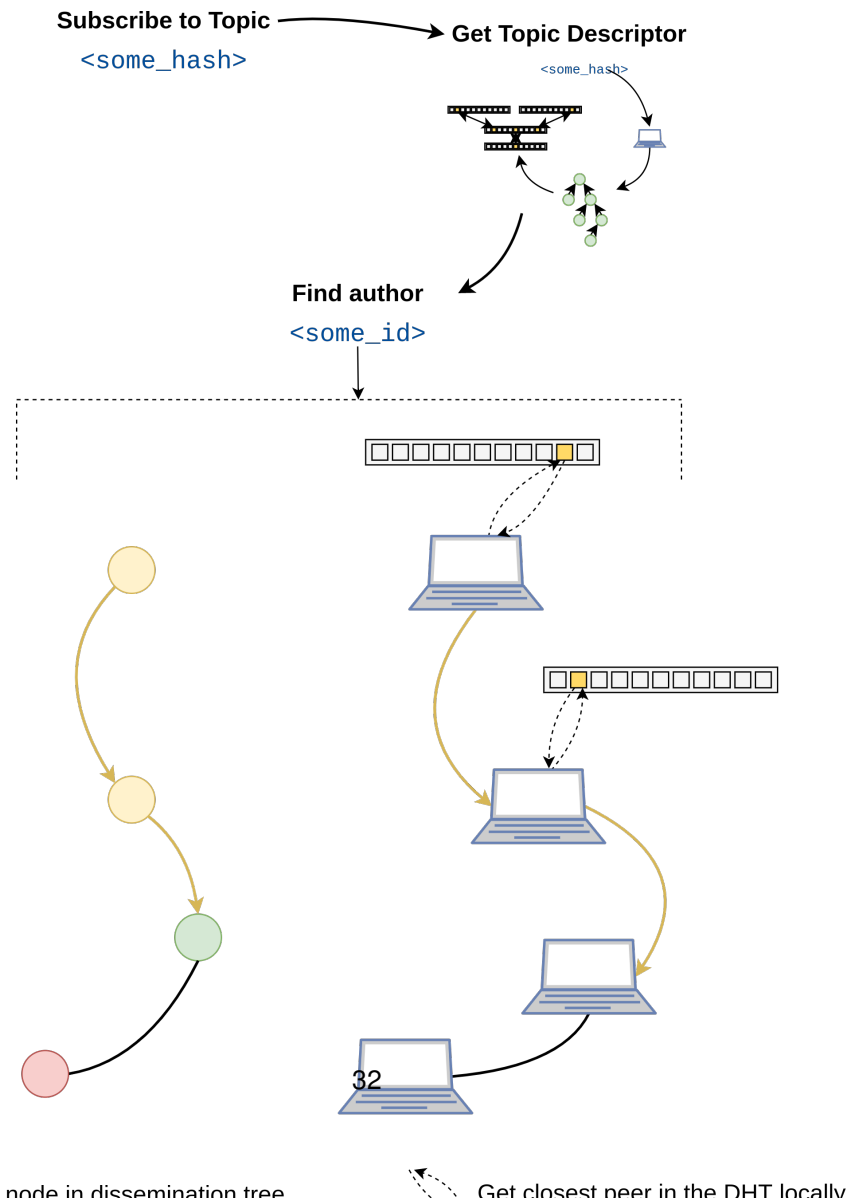 Subscribe to Topic
<some_hash>
Get Topic Descriptor
<some_hash>
Find author
<some_id>
32
node in dissemination tree
Get closest peer in the DHT locally